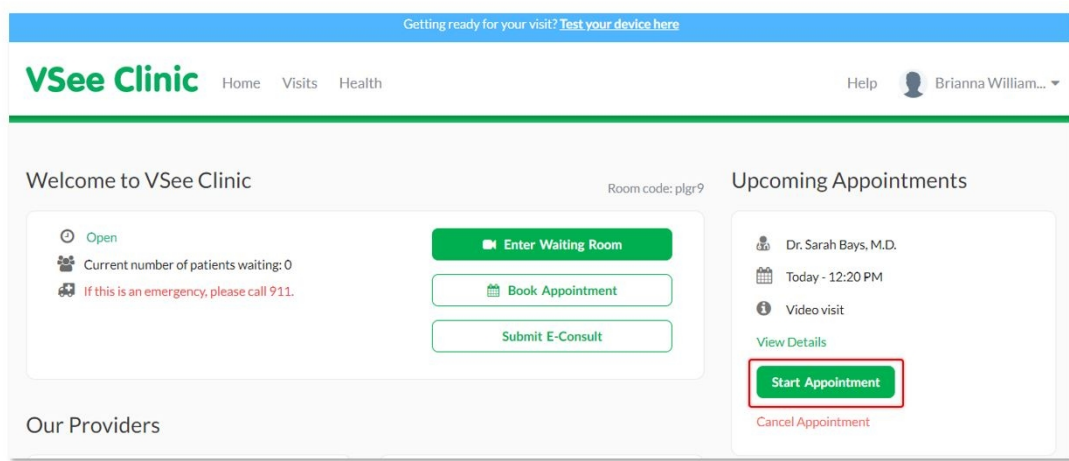 Getting ready for your visit? Test your device here
VSee Clinic Home Visits Health Help Brianna William...
Welcome to VSee Clinic
Room code: plgr9
Open
Current number of patients waiting: 0
If this is an emergency, please call 911.
Enter Waiting Room
Book Appointment
Submit E-Consult
Upcoming Appointments
Dr. Sarah Bays, M.D.
Today - 12:20 PM
Video visit
View Details
Start Appointment
Cancel Appointment
Our Providers